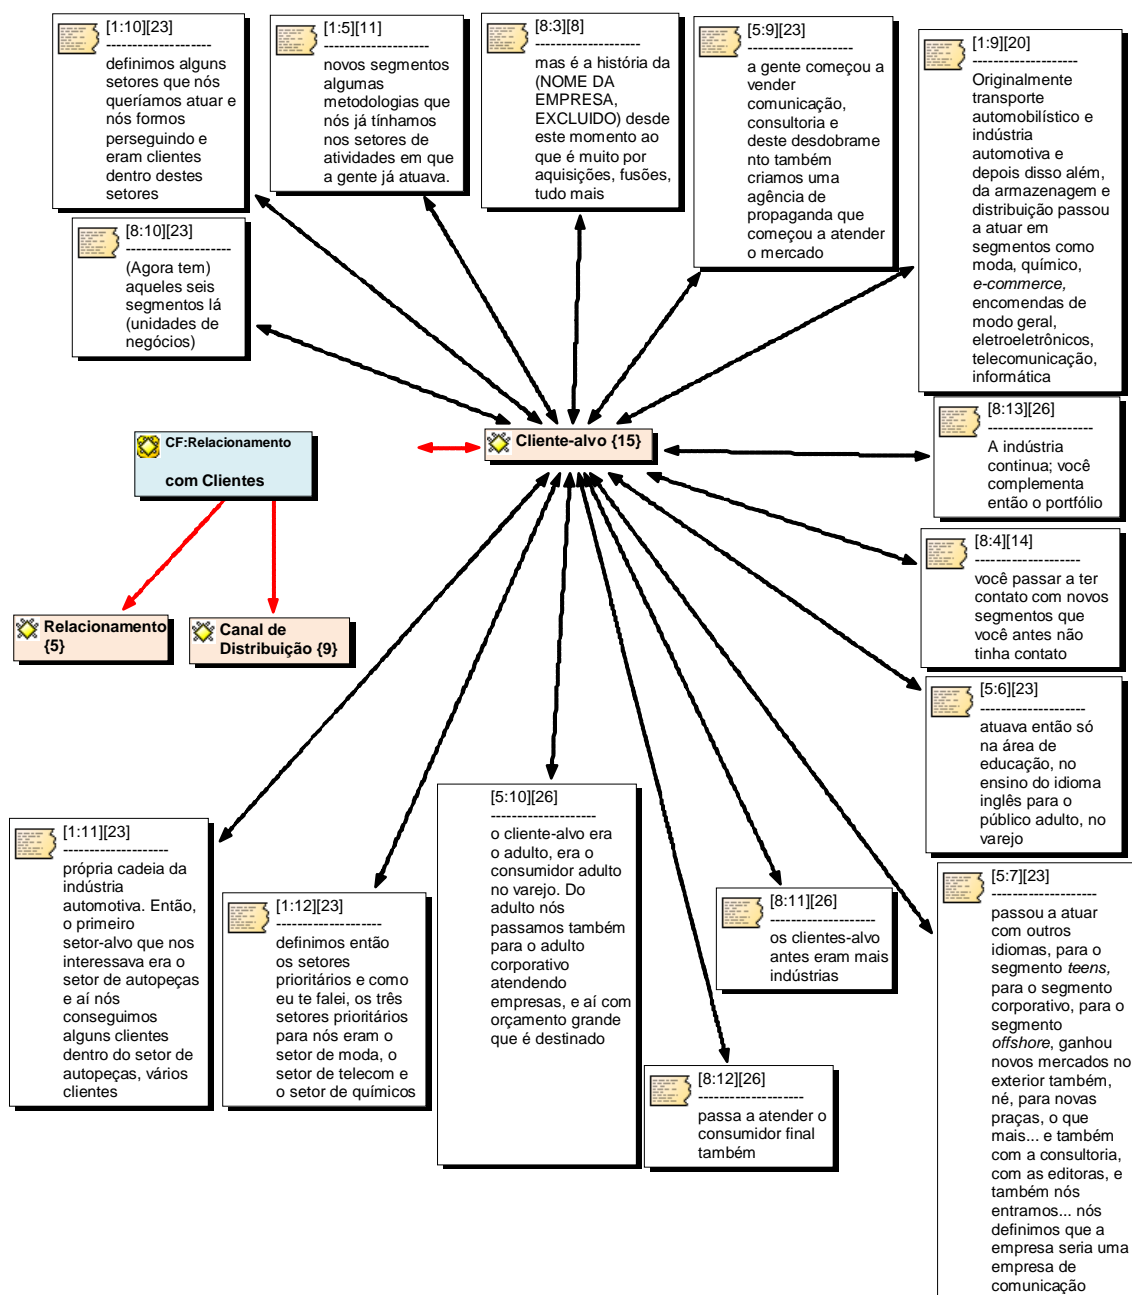 [1:10][23]
--------------------
definimos alguns
setores que nós
queríamos atuar e
nós formos
perseguindo e
eram clientes
dentro destes
setores
[1:5][11]
--------------------
novos segmentos
algumas
metodologias que
nós já tínhamos
nos setores de
atividades em que
a gente já atuava.
[8:3][8]
--------------------
mas é a história da
(NOME DA
EMPRESA,
EXCLUIDO) desde
este momento ao
que é muito por
aquisições, fusões,
tudo mais
[5:9][23]
--------------------
a gente começou a
vender
comunicação,
consultoria e
deste desdobrame
nto também
criamos uma
agência de
propaganda que
começou a atender
o mercado
[1:9][20]
--------------------
Originalmente
transporte
automobilístico e
indústria
automotiva e
depois disso além,
da armazenagem e
distribuição passou
a atuar em
segmentos como
moda, químico,
e-commerce,
encomendas de
modo geral,
eletroeletrônicos,
telecomunicação,
informática
[8:10][23]
--------------------
(Agora tem)
aqueles seis
segmentos lá
(unidades de
negócios)
[8:13][26]
--------------------
A indústria
continua; você
complementa
então o portfólio
CF:Relacionamento
com Clientes
Cliente-alvo {15}
[8:4][14]
--------------------
você passar a ter
contato com novos
segmentos que
você antes não
tinha contato
Relacionamento
{5}
Canal de
Distribuição {9}
[5:6][23]
--------------------
atuava então só
na área de
educação, no
ensino do idioma
inglês para o
público adulto, no
varejo
[1:11][23]
--------------------
própria cadeia da
indústria
automotiva. Então,
o primeiro
setor-alvo que nos
interessava era o
setor de autopeças
e aí nós
conseguimos
alguns clientes
dentro do setor de
autopeças, vários
clientes
[1:12][23]
--------------------
definimos então
os setores
prioritários e como
eu te falei, os três
setores prioritários
para nós eram o
setor de moda, o
setor de telecom e
o setor de químicos
[5:10][26]
--------------------
o cliente-alvo era
o adulto, era o
consumidor adulto
no varejo. Do
adulto nós
passamos também
para o adulto
corporativo
atendendo
empresas, e aí com
orçamento grande
que é destinado
[8:11][26]
--------------------
os clientes-alvo
antes eram mais
indústrias
[8:12][26]
--------------------
passa a atender o
consumidor final
também
[5:7][23]
--------------------
passou a atuar
com outros
idiomas, para o
segmento teens,
para o segmento
corporativo, para o
segmento
offshore, ganhou
novos mercados no
exterior também,
né, para novas
praças, o que
mais... e também
com a consultoria,
com as editoras, e
também nós
entramos... nós
definimos que a
empresa seria uma
empresa de
comunicação